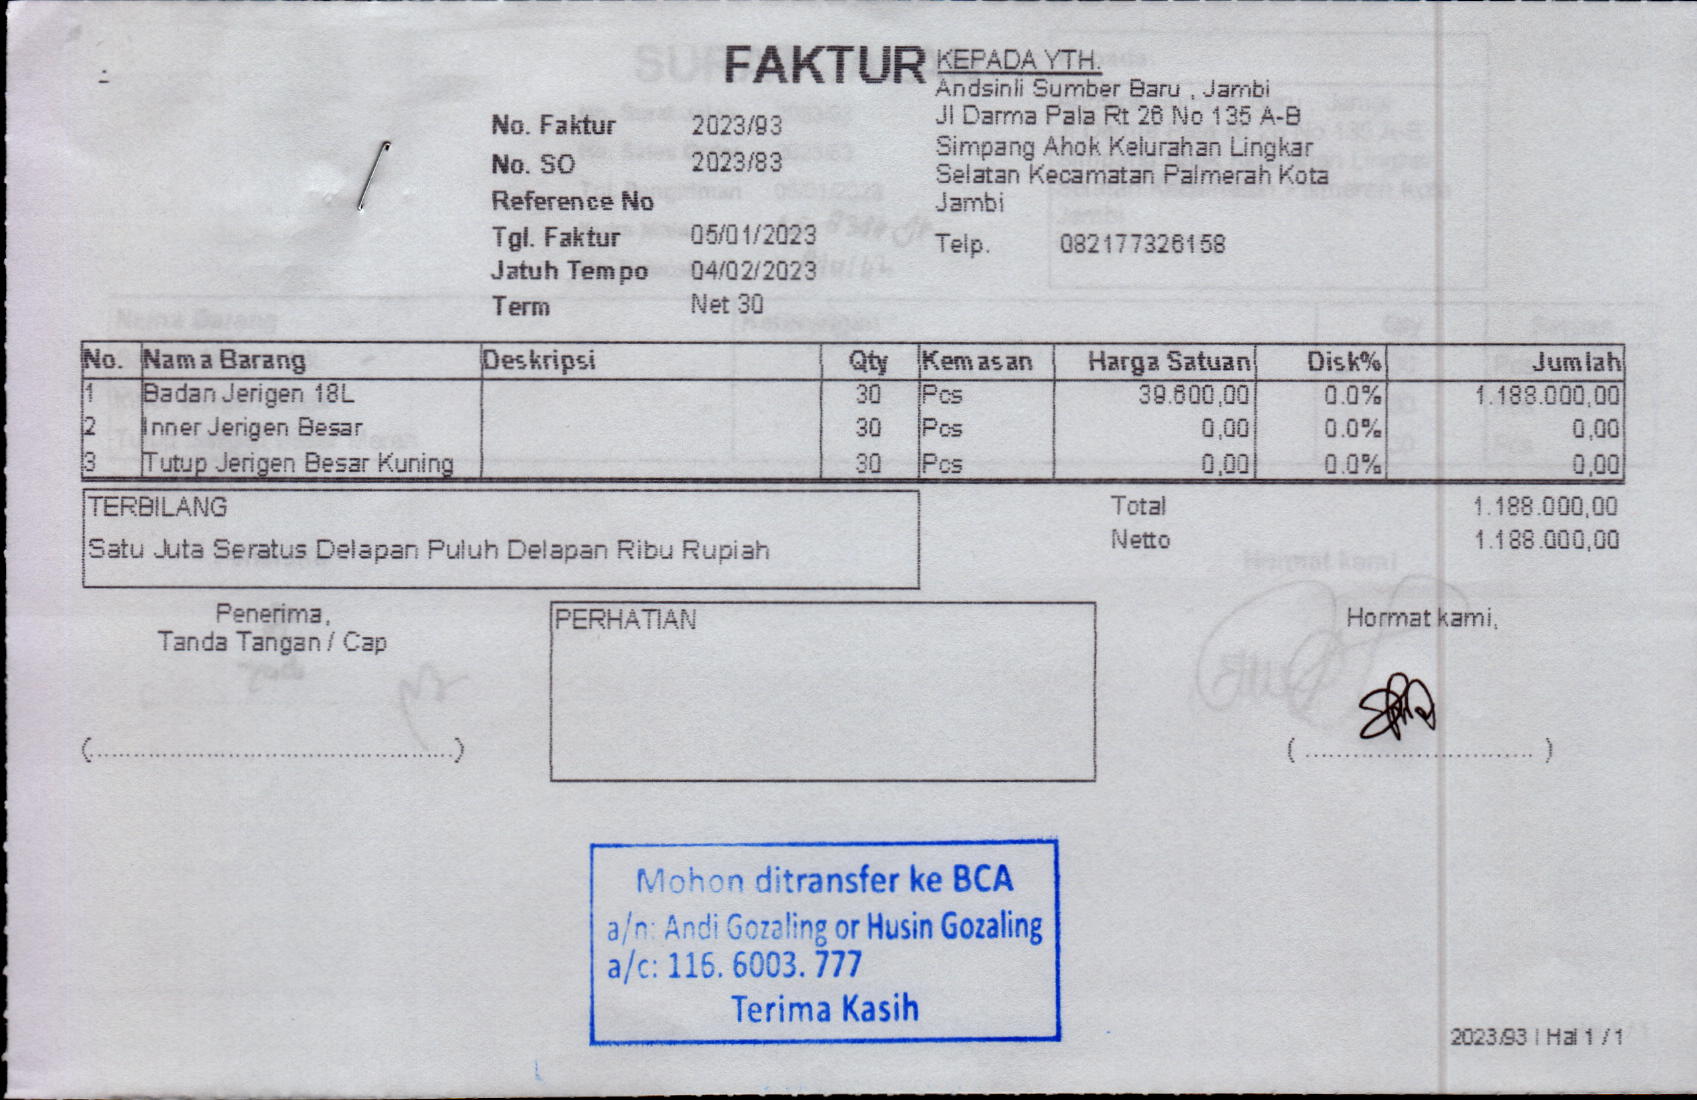 FAKTUR
KEPADA YTH.
Andsinli Sumber Baru , Jambi
Jl Darma Pala Rt 26 No 135 A-B
Simpang Ahok Kelurahan Lingkar
Selatan Kecamatan Palmerah Kota
Jambi
Telp. 082177326158
No. Faktur 2023/93
No. SO 2023/83
Reference No
Tgl. Faktur 05/01/2023
Jatuh Tempo 04/02/2023
Term Net 30
No. Nama Barang Deskripsi Qty Kemasan Harga Satuan Disk% Jumlah
1 Badan Jerigen 18L 30 Pcs 39.600,00 0.0% 1.188.000,00
2 Inner Jerigen Besar 30 Pcs 0,00 0.0% 0,00
3 Tutup Jerigen Besar Kuning 30 Pcs 0,00 0.0% 0,00
TERBILANG
Satu Juta Seratus Delapan Puluh Delapan Ribu Rupiah
Total 1.188.000,00
Netto 1.188.000,00
Penerima,
Tanda Tangan / Cap
(........................................................)
PERHATIAN
Hormat kami,
( ................................... )
Mohon ditransfer ke BCA
a/n: Andi Gozaling or Husin Gozaling
a/c: 116. 6003. 777
Terima Kasih
2023/93 | Hal 1 / 1